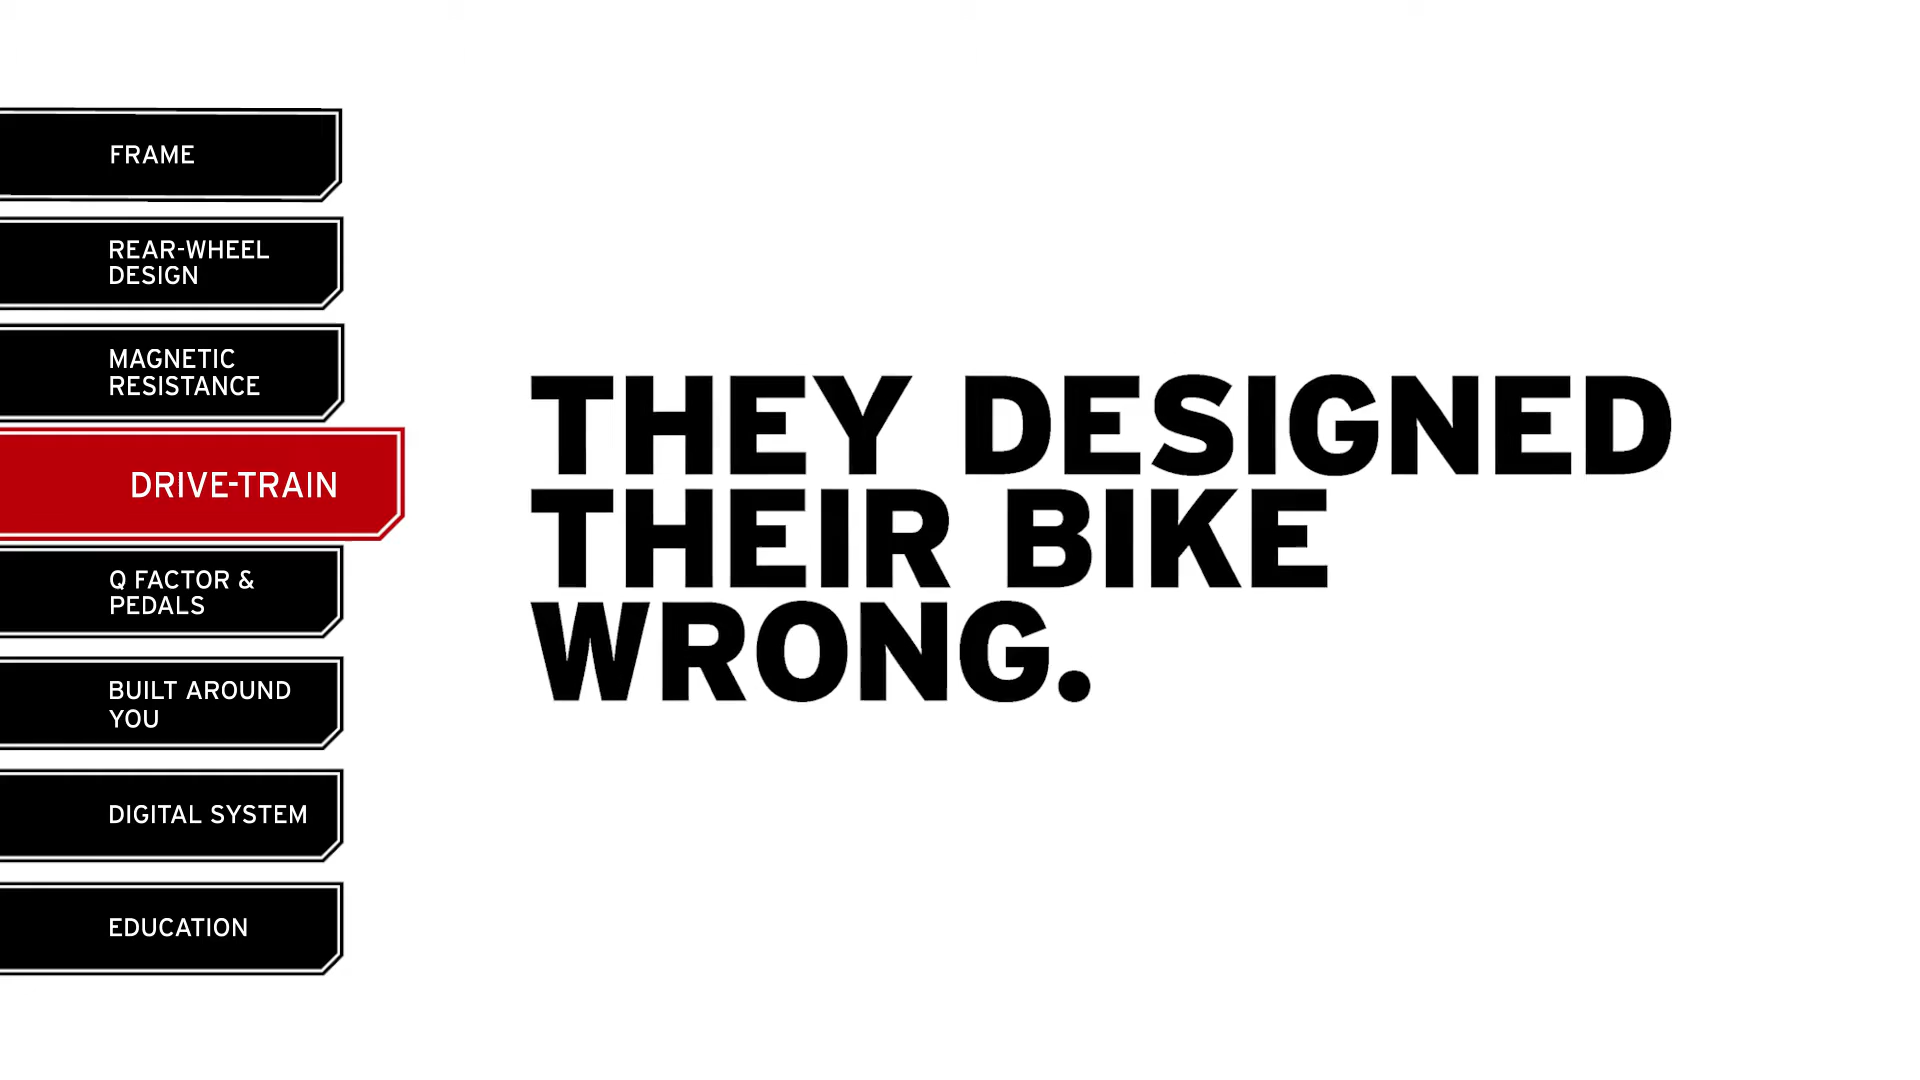 FRAME
REAR-WHEEL
DESIGN
MAGNETIC
RESISTANCE
DRIVE-TRAIN
Q FACTOR &
PEDALS
BUILT AROUND
YOU
DIGITAL SYSTEM
EDUCATION
THEY DESIGNED
THEIR BIKE
WRONG.